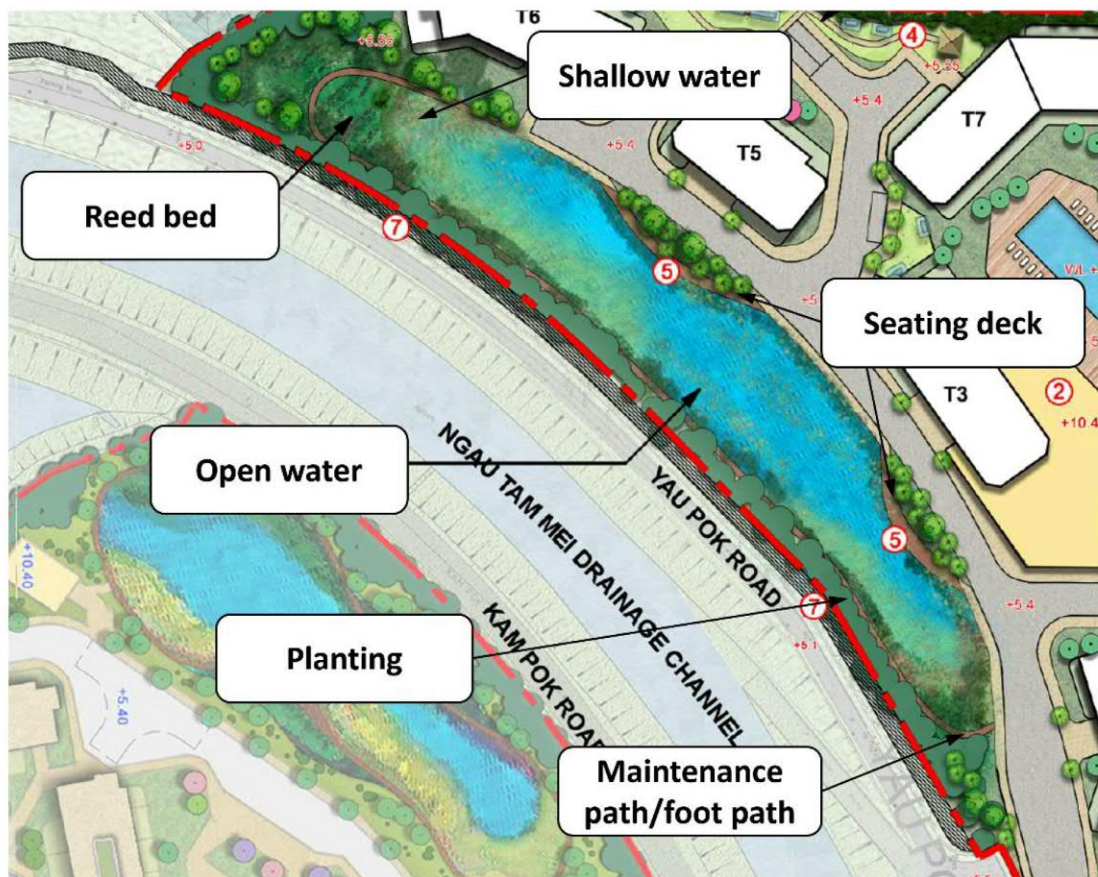 T6
4
+5.25
Shallow water
+5.4
T7
T5
+5.0
+5.4
Reed bed
7
5
W/L +
Seating deck
T3
2
+10.4
Open water
NGAU TAM MEI DRAINAGE CHANNEL
YAU POK ROAD
5
+10.40
7
+5.4
Planting
KAM POK ROAD
+5.1
+5.40
Maintenance
path/foot path